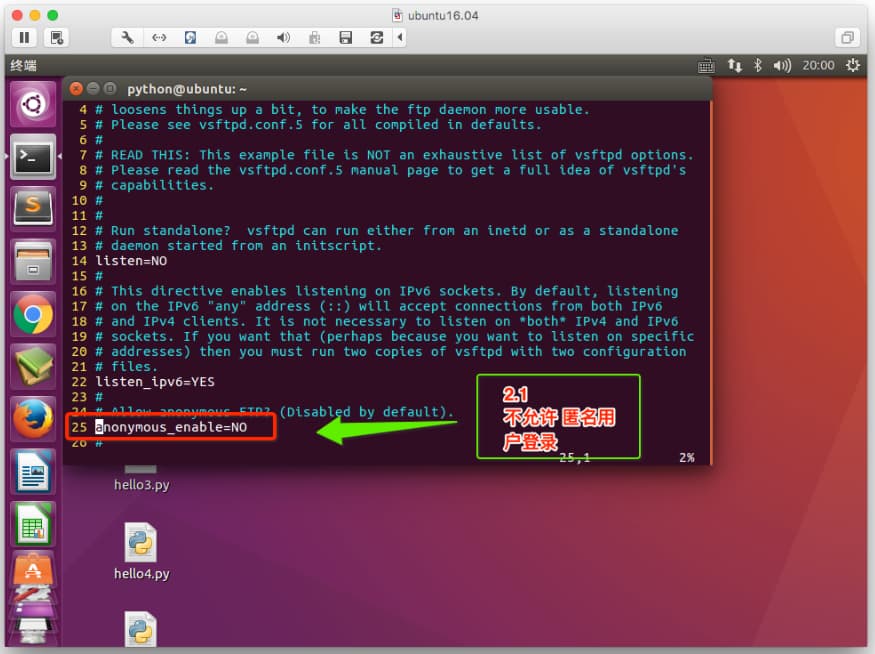 ubuntu16.04
终端
20:00
python@ubuntu: ~
4 # loosens things up a bit, to make the ftp daemon more usable.
5 # Please see vsftpd.conf.5 for all compiled in defaults.
6 #
7 # READ THIS: This example file is NOT an exhaustive list of vsftpd options.
8 # Please read the vsftpd.conf.5 manual page to get a full idea of vsftpd's
9 # capabilities.
10 #
11 #
12 # Run standalone?  vsftpd can run either from an inetd or as a standalone
13 # daemon started from an initscript.
14 listen=NO
15 #
16 # This directive enables listening on IPv6 sockets. By default, listening
17 # on the IPv6 "any" address (::) will accept connections from both IPv6
18 # and IPv4 clients. It is not necessary to listen on *both* IPv4 and IPv6
19 # sockets. If you want that (perhaps because you want to listen on specific
20 # addresses) then you must run two copies of vsftpd with two configuration
21 # files.
22 listen_ipv6=YES
23 #
24 # Allow anonymous FTP? (Disabled by default).
25 anonymous_enable=NO
26 #
25,1 2%
2.1
不允许 匿名用
户登录
hello3.py
hello4.py